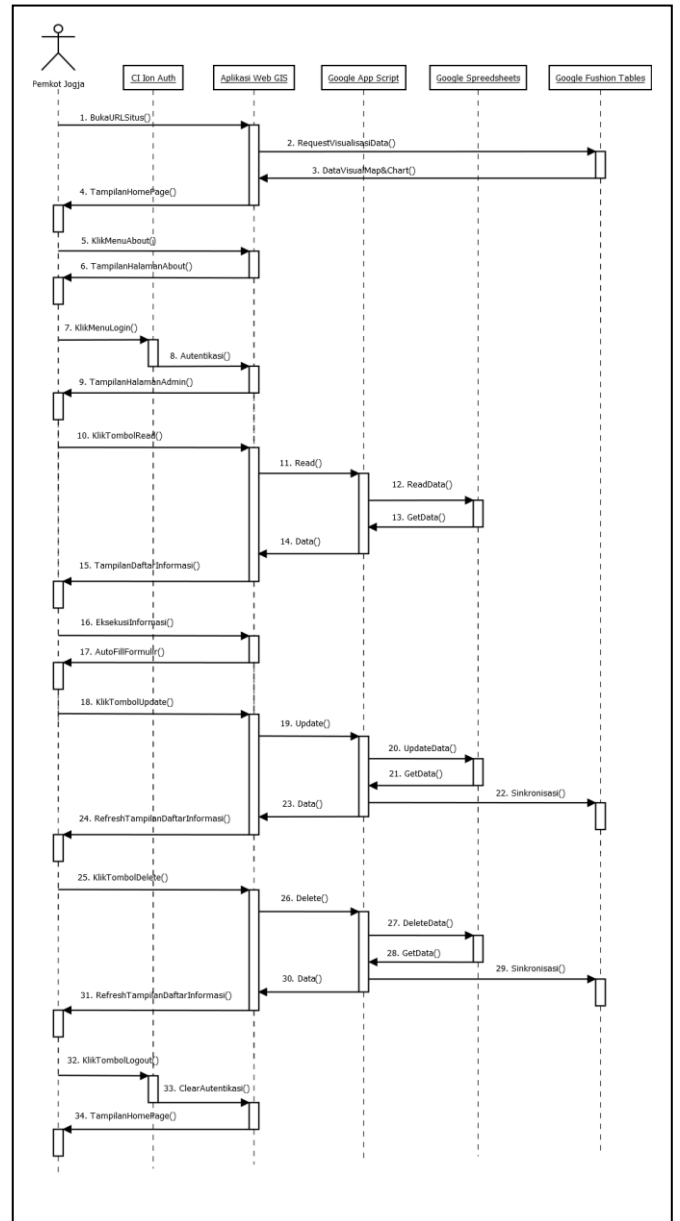 Pemkot Jogja
CI Ion Auth
Aplikasi Web GIS
Google App Script
Google Spreedsheets
Google Fushion Tables
1. BukaURLSitus()
2. RequestVisualisasiData()
3. DataVisualMap&Chart()
4. TampilanHomePage()
5. KlikMenuAbout()
6. TampilanHalamanAbout()
7. KlikMenuLogin()
8. Autentikasi()
9. TampilanHalamanAdmin()
10. KlikTombolRead()
11. Read()
12. ReadData()
13. GetData()
14. Data()
15. TampilanDaftarInformasi()
16. EksekusiInformasi()
17. AutoFillFormulir()
18. KlikTombolUpdate()
19. Update()
20. UpdateData()
21. GetData()
22. Sinkronisasi()
23. Data()
24. RefreshTampilanDaftarInformasi()
25. KlikTombolDelete()
26. Delete()
27. DeleteData()
28. GetData()
29. Sinkronisasi()
30. Data()
31. RefreshTampilanDaftarInformasi()
32. KlikTombolLogout()
33. ClearAutentikasi()
34. TampilanHomePage()